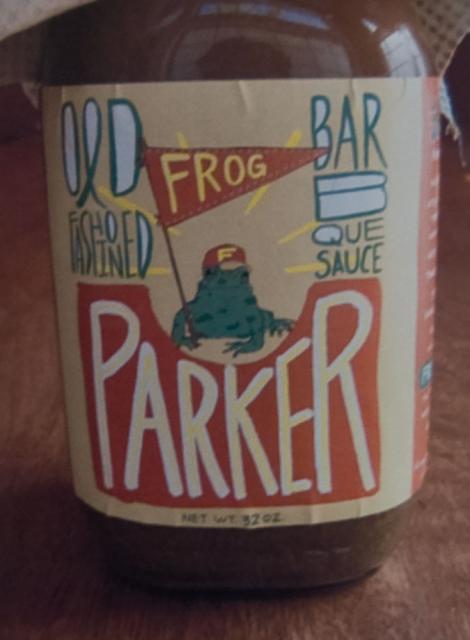 OLD
FASHIONED
FROG
BAR
B
QUE
SAUCE
F
PARKER
NET WT. 32 OZ.